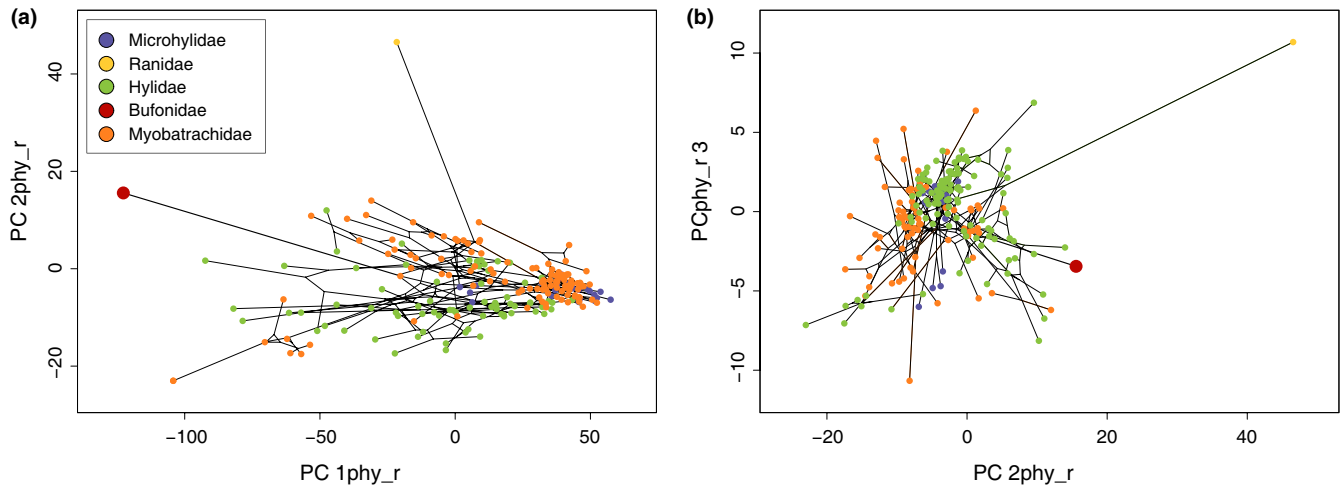 (a)
Microhylidae
Ranidae
Hylidae
Bufonidae
Myobatrachidae
PC 2phy_r
40
20
0
−20
−100
−50
0
50
PC 1phy_r
(b)
PCphy_r 3
10
5
0
−5
−10
−20
0
20
40
PC 2phy_r